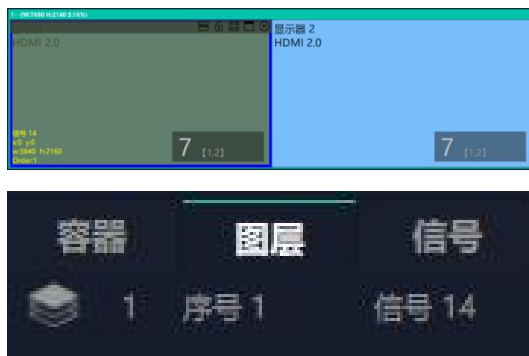 1- -(W:7680 H:2160 S:16%)
HDMI 2.0
显示器 2
HDMI 2.0
信号 14
x:0 y:0
w:3840 h:2160
Order:1
7 [1,2]
7 [1,2]
容器 图层 信号
1 序号 1 信号 14